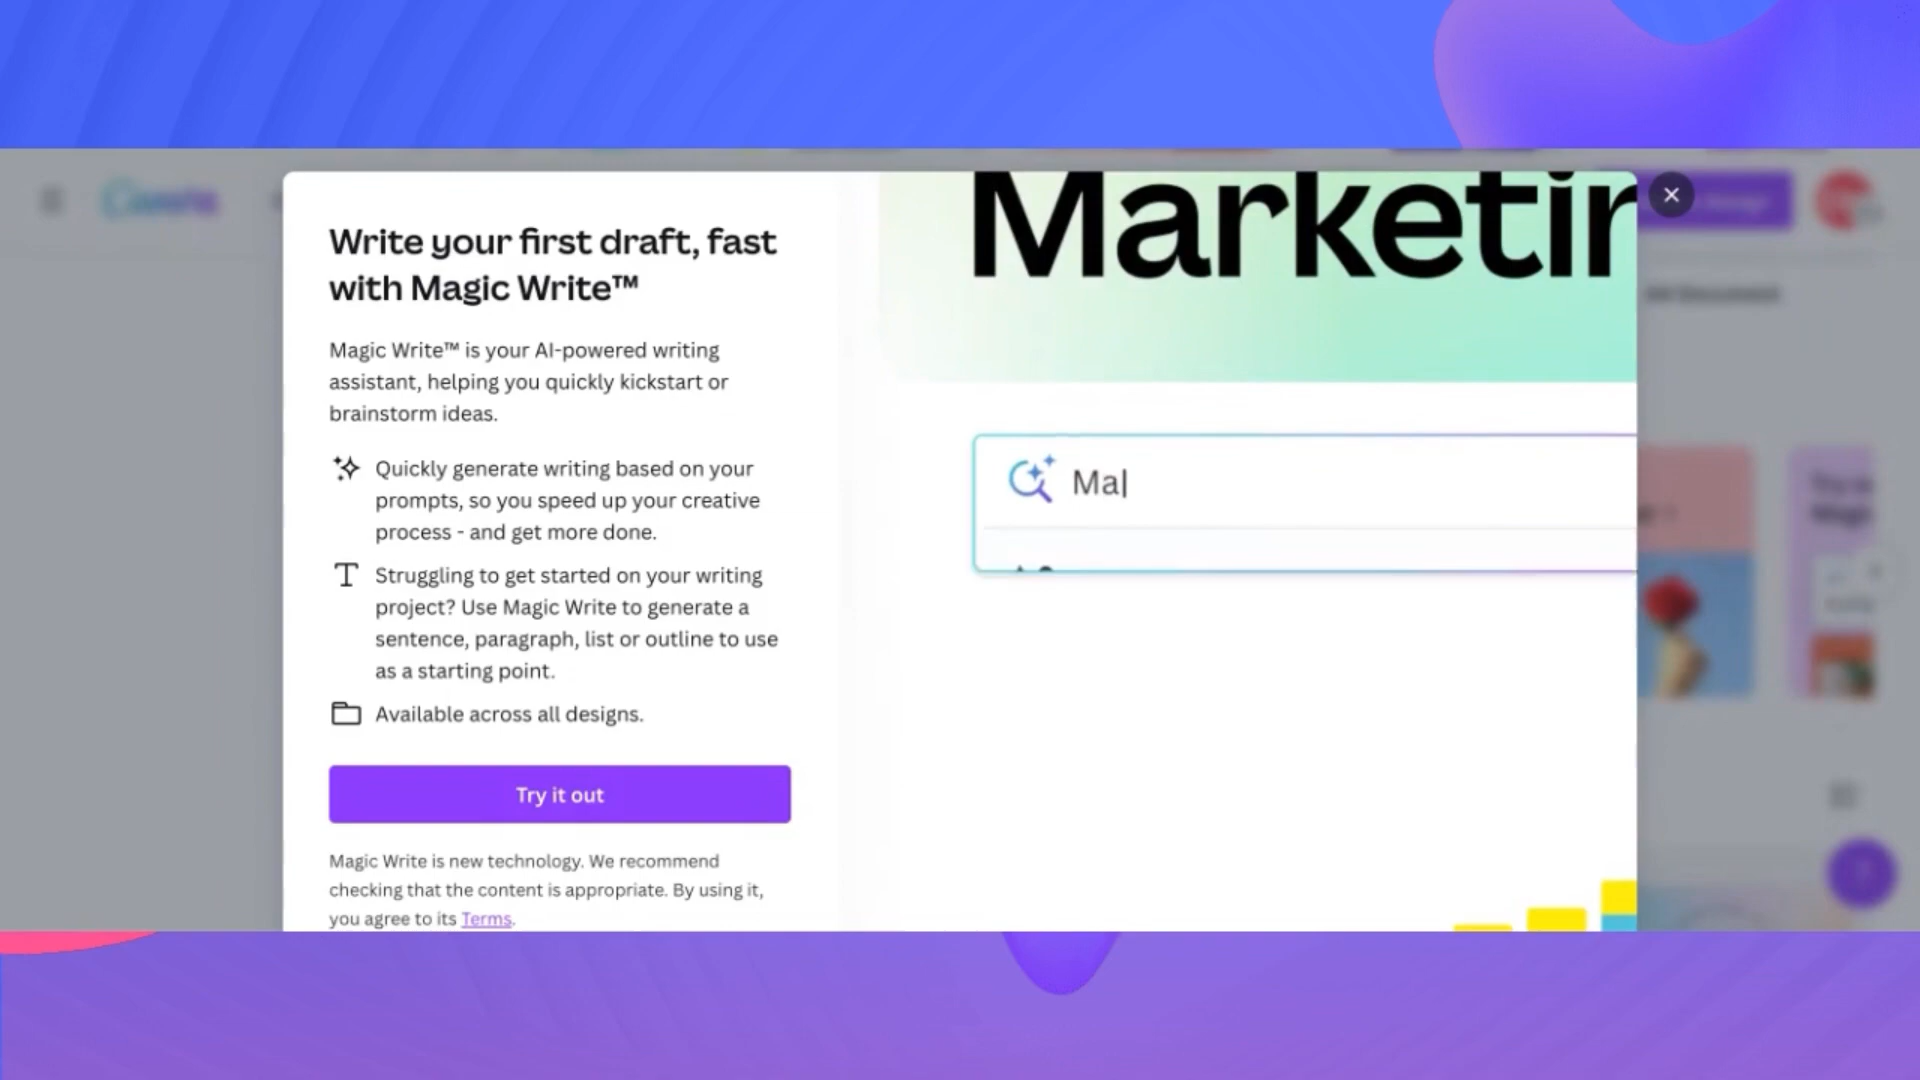 Write your first draft, fast
with Magic Write™
Magic Write™ is your AI-powered writing
assistant, helping you quickly kickstart or
brainstorm ideas.
Quickly generate writing based on your
prompts, so you speed up your creative
process - and get more done.
Struggling to get started on your writing
project? Use Magic Write to generate a
sentence, paragraph, list or outline to use
as a starting point.
Available across all designs.
Try it out
Magic Write is new technology. We recommend
checking that the content is appropriate. By using it,
you agree to its Terms.
Marketin
Ma
Canva